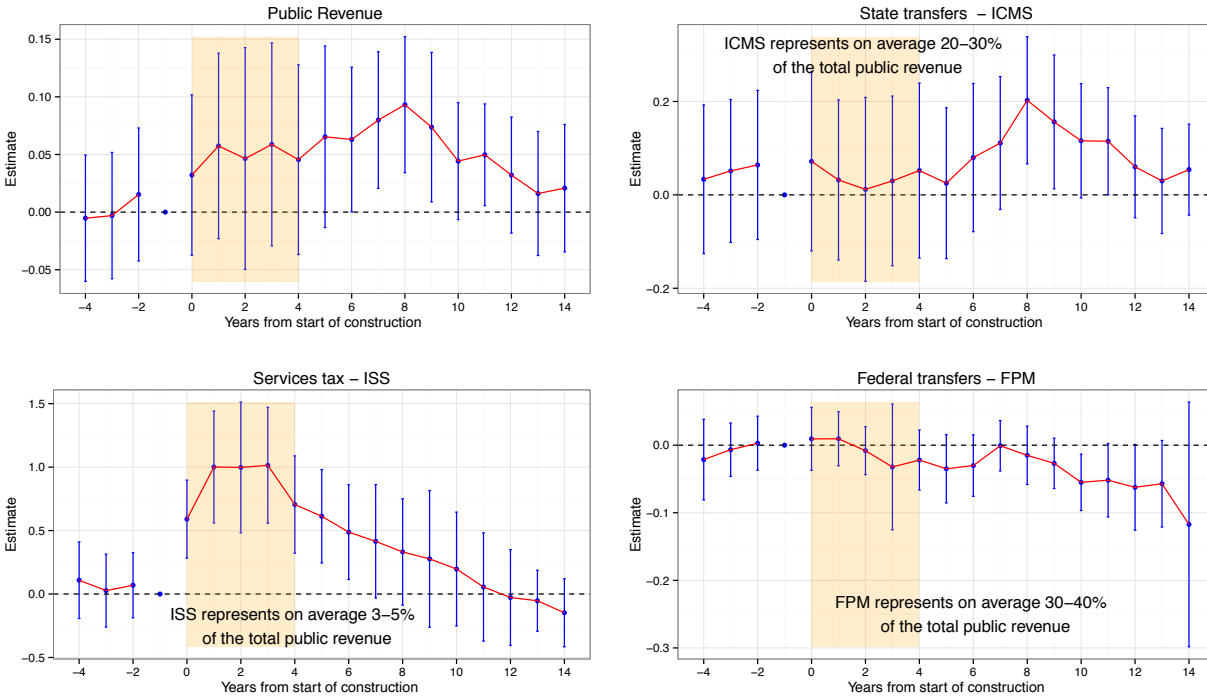 Public Revenue
Estimate
0.15
0.10
0.05
0.00
−0.05
−4 −2 0 2 4 6 8 10 12 14
Years from start of construction
State transfers − ICMS
ICMS represents on average 20−30%
of the total public revenue
Estimate
0.2
0.0
−0.2
−4 −2 0 2 4 6 8 10 12 14
Years from start of construction
Services tax − ISS
Estimate
1.5
1.0
0.5
0.0
−0.5
ISS represents on average 3−5%
of the total public revenue
−4 −2 0 2 4 6 8 10 12 14
Years from start of construction
Federal transfers − FPM
Estimate
0.0
−0.1
−0.2
−0.3
FPM represents on average 30−40%
of the total public revenue
−4 −2 0 2 4 6 8 10 12 14
Years from start of construction